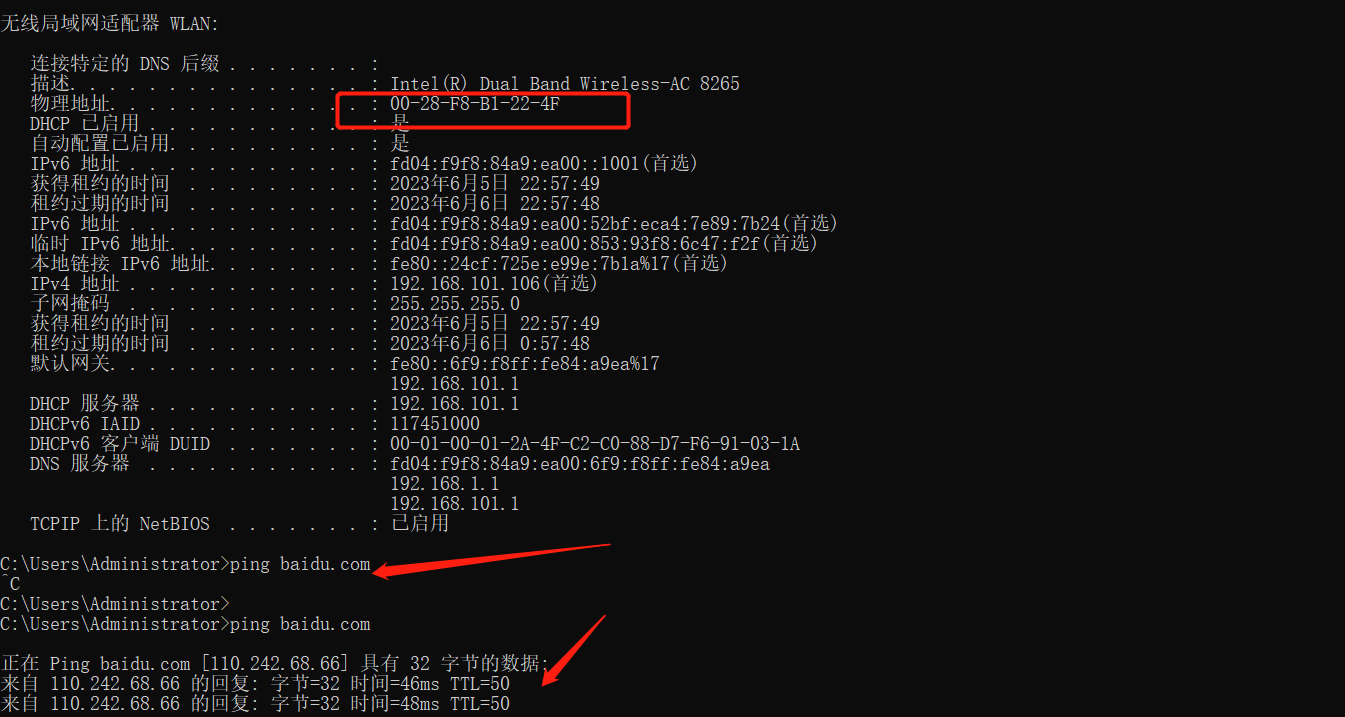 无线局域网适配器 WLAN:
连接特定的 DNS 后缀 . . . . . . . :
描述. . . . . . . . . . . . . . . : Intel(R) Dual Band Wireless-AC 8265
物理地址. . . . . . . . . . . . . : 00-28-F8-B1-22-4F
DHCP 已启用 . . . . . . . . . . . : 是
自动配置已启用. . . . . . . . . . : 是
IPv6 地址 . . . . . . . . . . . . : fd04:f9f8:84a9:ea00::1001(首选)
获得租约的时间  . . . . . . . . . : 2023年6月5日 22:57:49
租约过期的时间  . . . . . . . . . : 2023年6月6日 22:57:48
IPv6 地址 . . . . . . . . . . . . : fd04:f9f8:84a9:ea00:52bf:eca4:7e89:7b24(首选)
临时 IPv6 地址. . . . . . . . . . : fd04:f9f8:84a9:ea00:853:93f8:6c47:f2f(首选)
本地链接 IPv6 地址. . . . . . . . : fe80::24cf:725e:e99e:7b1a%17(首选)
IPv4 地址 . . . . . . . . . . . . : 192.168.101.106(首选)
子网掩码  . . . . . . . . . . . . : 255.255.255.0
获得租约的时间  . . . . . . . . . : 2023年6月5日 22:57:49
租约过期的时间  . . . . . . . . . : 2023年6月6日 0:57:48
默认网关. . . . . . . . . . . . . : fe80::6f9:f8ff:fe84:a9ea%17
192.168.101.1
DHCP 服务器 . . . . . . . . . . . : 192.168.101.1
DHCPv6 IAID . . . . . . . . . . . : 117451000
DHCPv6 客户端 DUID  . . . . . . . : 00-01-00-01-2A-4F-C2-C0-88-D7-F6-91-03-1A
DNS 服务器  . . . . . . . . . . . : fd04:f9f8:84a9:ea00:6f9:f8ff:fe84:a9ea
192.168.1.1
192.168.101.1
TCPIP 上的 NetBIOS  . . . . . . . : 已启用
C:\Users\Administrator>ping baidu.com
^C
C:\Users\Administrator>
C:\Users\Administrator>ping baidu.com
正在 Ping baidu.com [110.242.68.66] 具有 32 字节的数据:
来自 110.242.68.66 的回复: 字节=32 时间=46ms TTL=50
来自 110.242.68.66 的回复: 字节=32 时间=48ms TTL=50